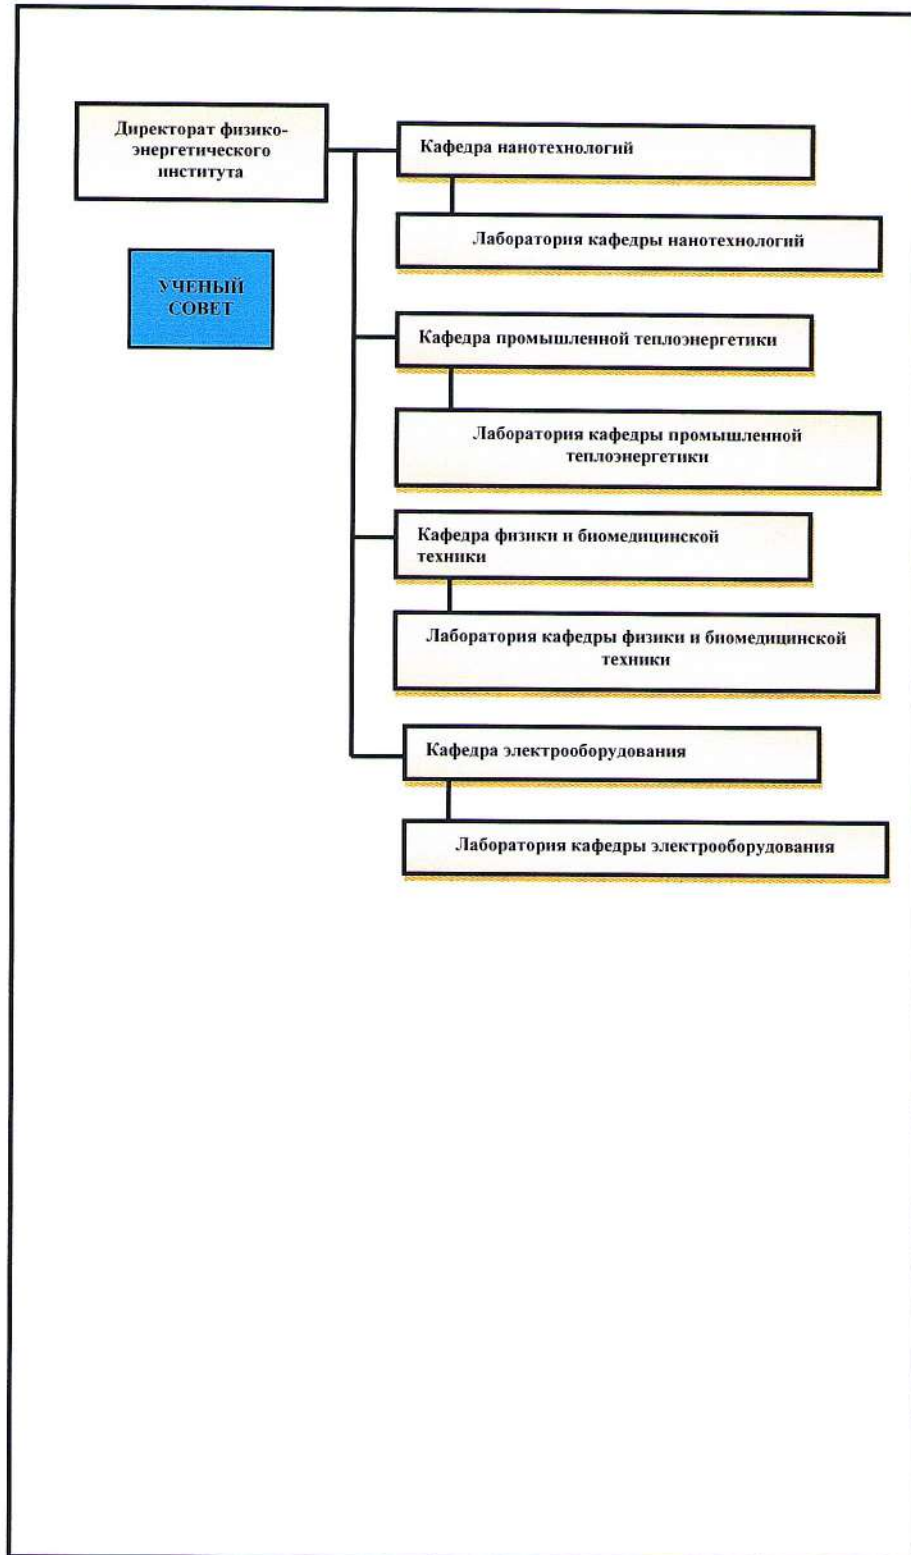 Директорат физико-
энергетического
института
УЧЕНЫЙ
СОВЕТ
Кафедра нанотехнологий
Лаборатория кафедры нанотехнологий
Кафедра промышленной теплоэнергетики
Лаборатория кафедры промышленной
теплоэнергетики
Кафедра физики и биомедицинской
техники
Лаборатория кафедры физики и биомедицинской
техники
Кафедра электрооборудования
Лаборатория кафедры электрооборудования